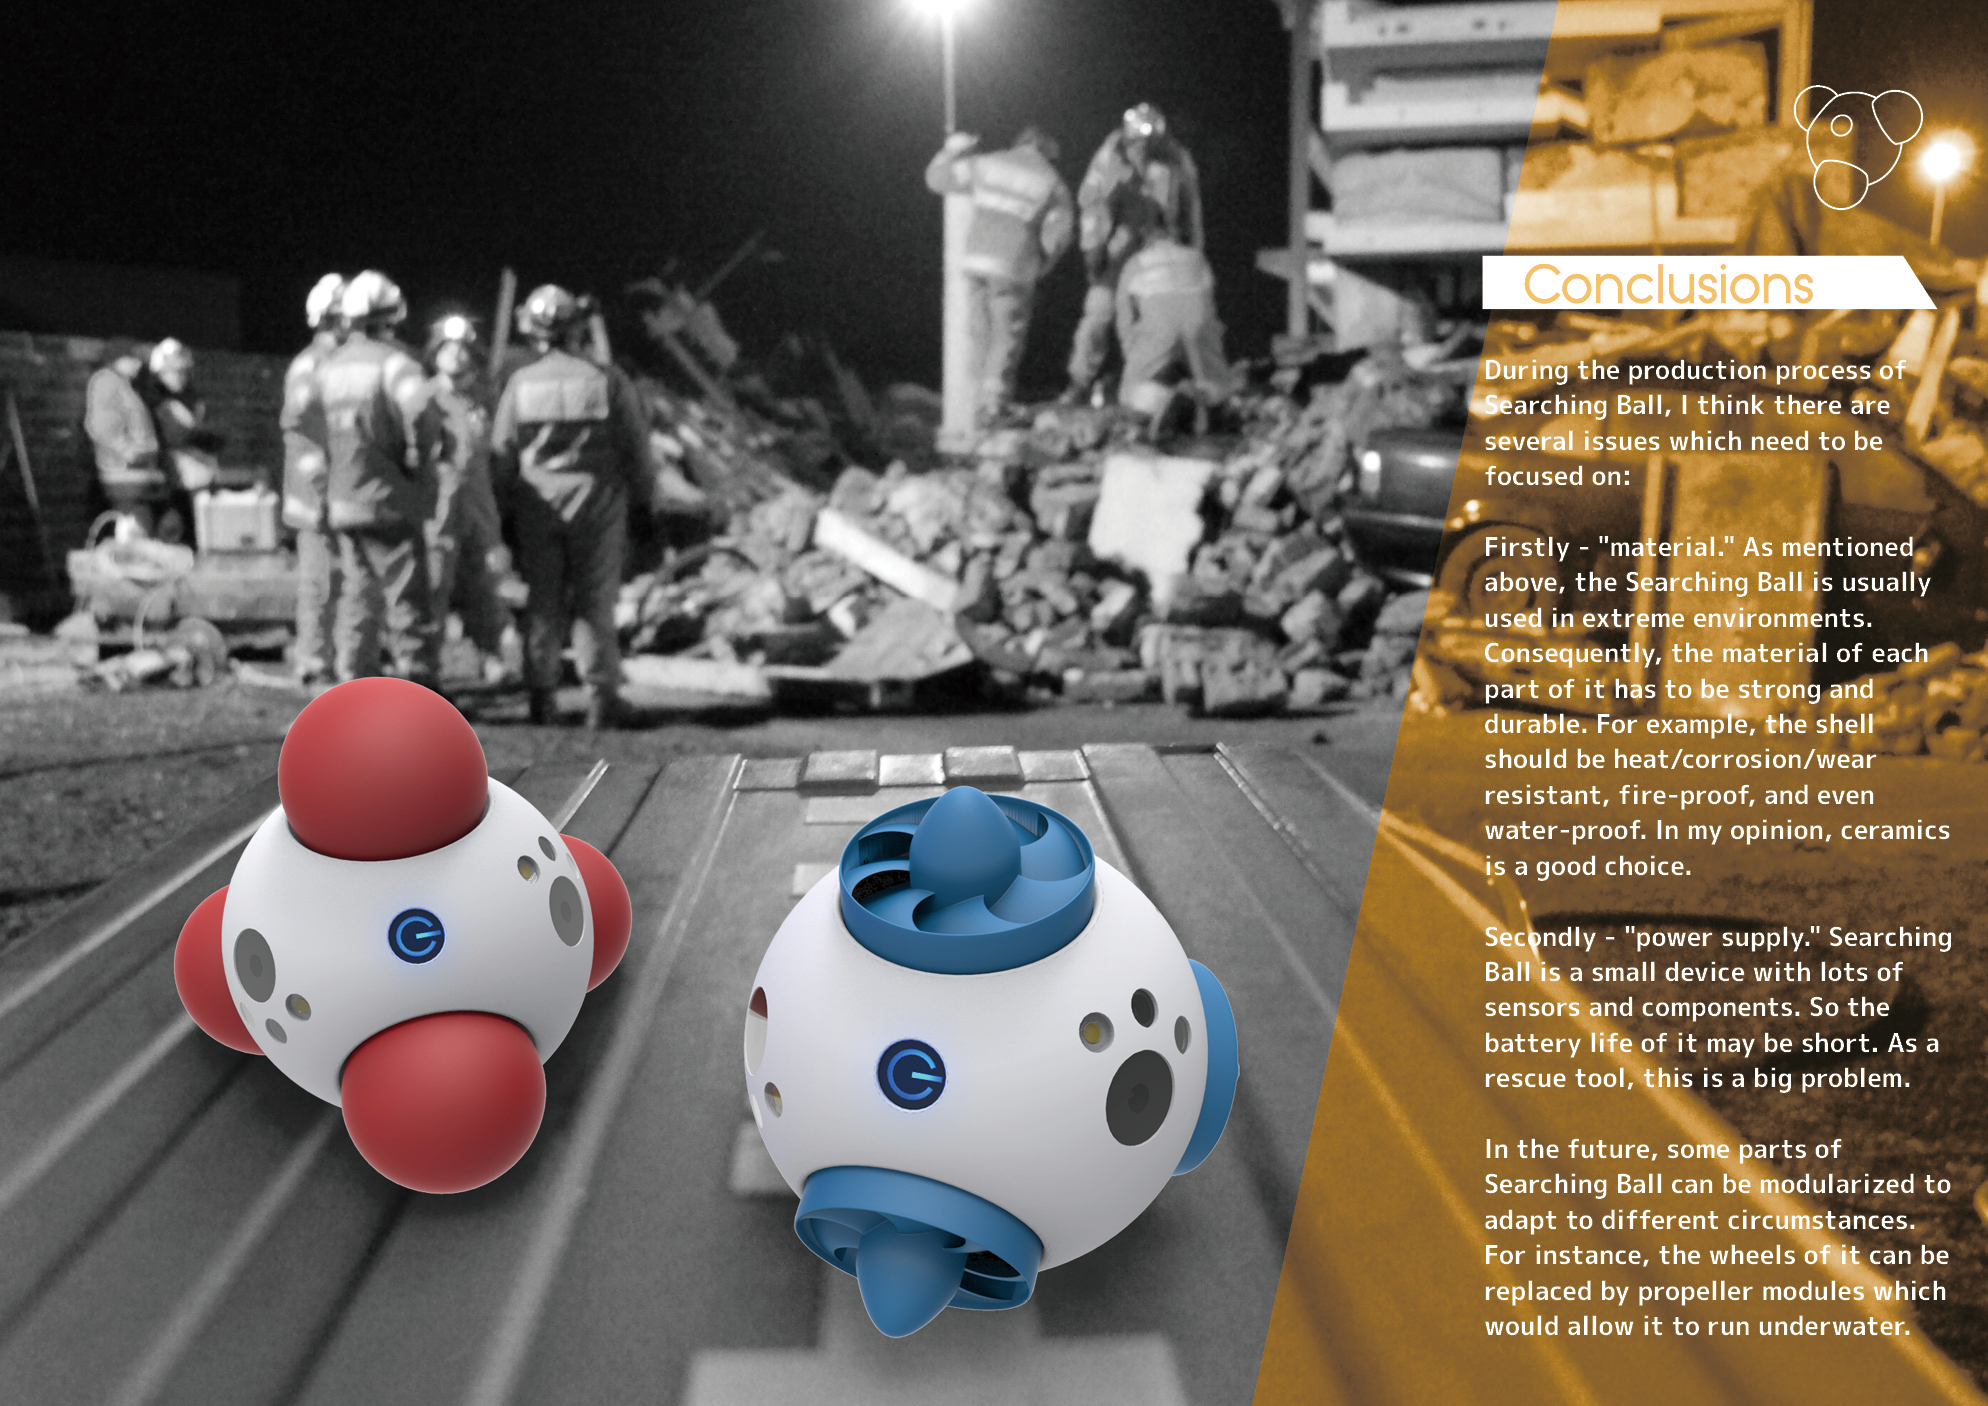 Conclusions
During the production process of
Searching Ball, I think there are
several issues which need to be
focused on:
Firstly - "material." As mentioned
above, the Searching Ball is usually
used in extreme environments.
Consequently, the material of each
part of it has to be strong and
durable. For example, the shell
should be heat/corrosion/wear
resistant, fire-proof, and even
water-proof. In my opinion, ceramics
is a good choice.
Secondly - "power supply." Searching
Ball is a small device with lots of
sensors and components. So the
battery life of it may be short. As a
rescue tool, this is a big problem.
In the future, some parts of
Searching Ball can be modularized to
adapt to different circumstances.
For instance, the wheels of it can be
replaced by propeller modules which
would allow it to run underwater.